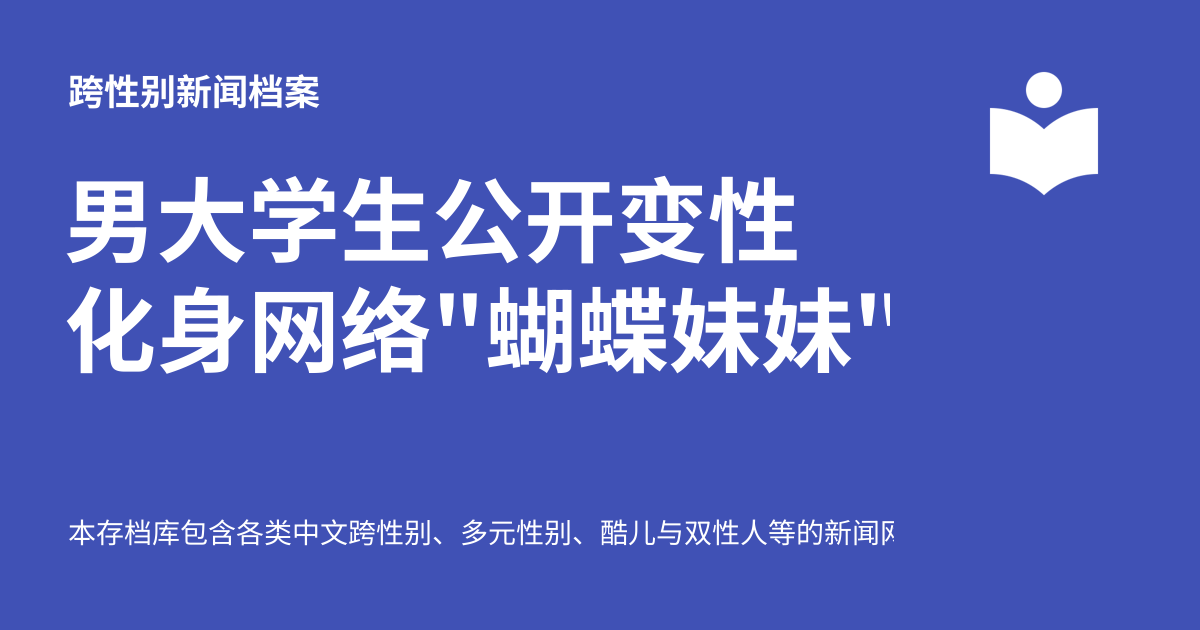 跨性别新闻档案
男大学生公开变性
化身网络"蝴蝶妹妹"
本存档库包含各类中文跨性别、多元性别、酷儿与双性人等的新闻